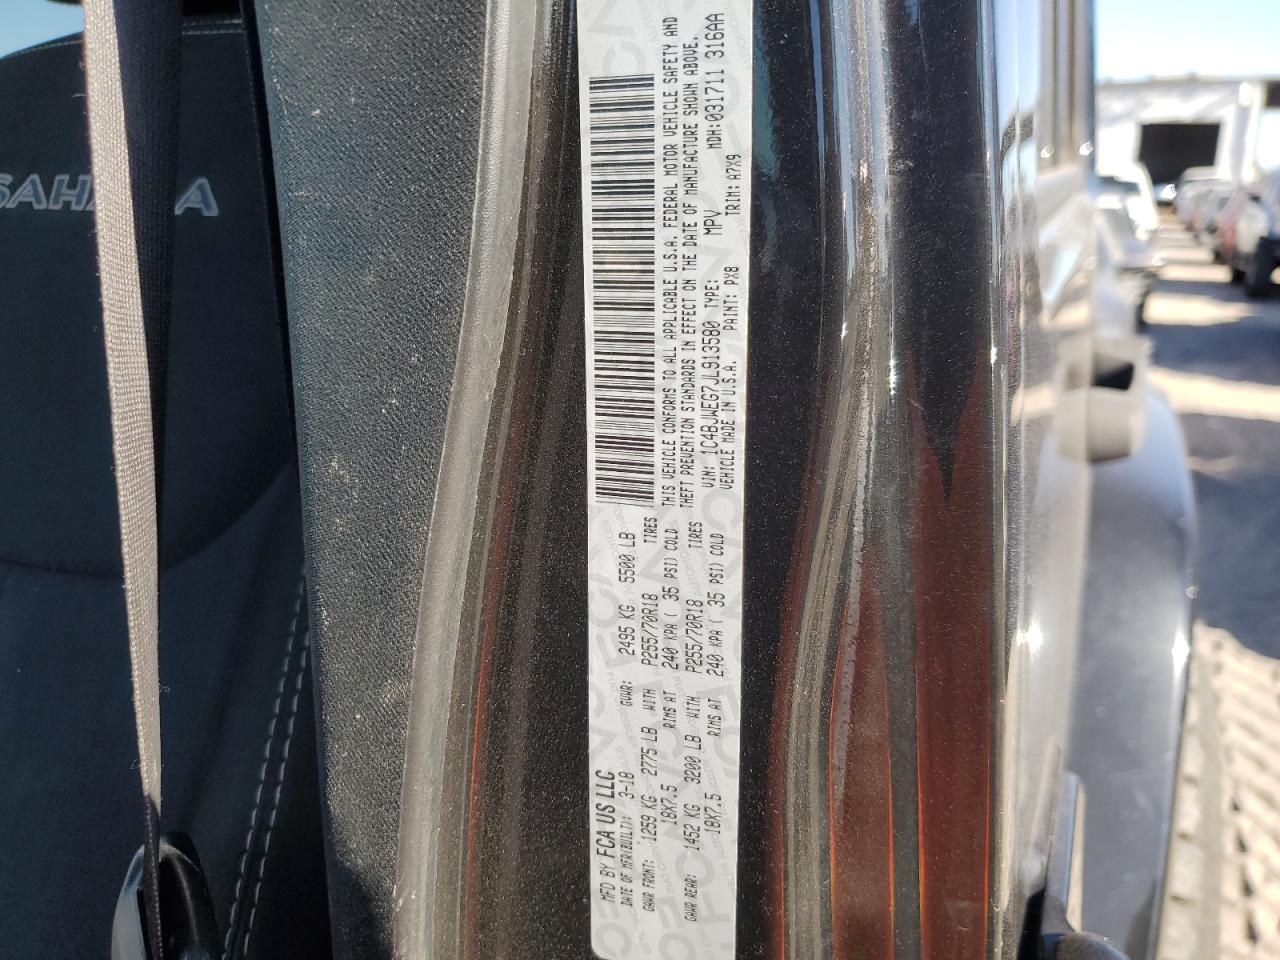 SAHARA
MFD BY FCA US LLC
DATE OF MFR(BUILT): 3-18 GVWR: 2495 KG 5500 LB
GAWR FRONT: 1259 KG 2775 LB WITH P255/70R18 TIRES
18X7.5 RIMS AT 240 KPA ( 35 PSI) COLD
GAWR REAR: 1452 KG 3200 LB WITH P255/70R18 TIRES
18X7.5 RIMS AT 240 KPA ( 35 PSI) COLD
THIS VEHICLE CONFORMS TO ALL APPLICABLE U.S.A. FEDERAL MOTOR VEHICLE SAFETY AND
THEFT PREVENTION STANDARDS IN EFFECT ON THE DATE OF MANUFACTURE SHOWN ABOVE.
VIN: 1C4BJWEG7JL913580 TYPE: MPV MDH:031711 316AA
VEHICLE MADE IN U.S.A. PAINT: PX8 TRIM: A7X9